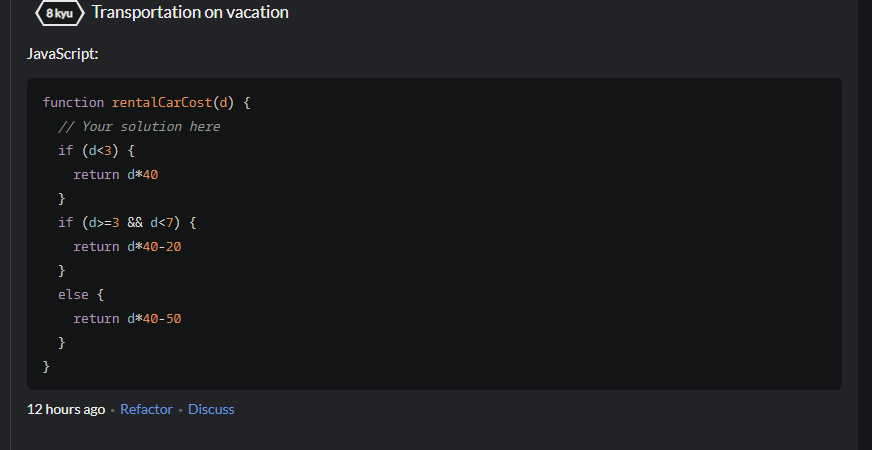 8 kyu Transportation on vacation
JavaScript:
function rentalCarCost(d) {
  // Your solution here
  if (d<3) {
    return d*40
  }
  if (d>=3 && d<7) {
    return d*40-20
  }
  else {
    return d*40-50
  }
}
12 hours ago • Refactor • Discuss